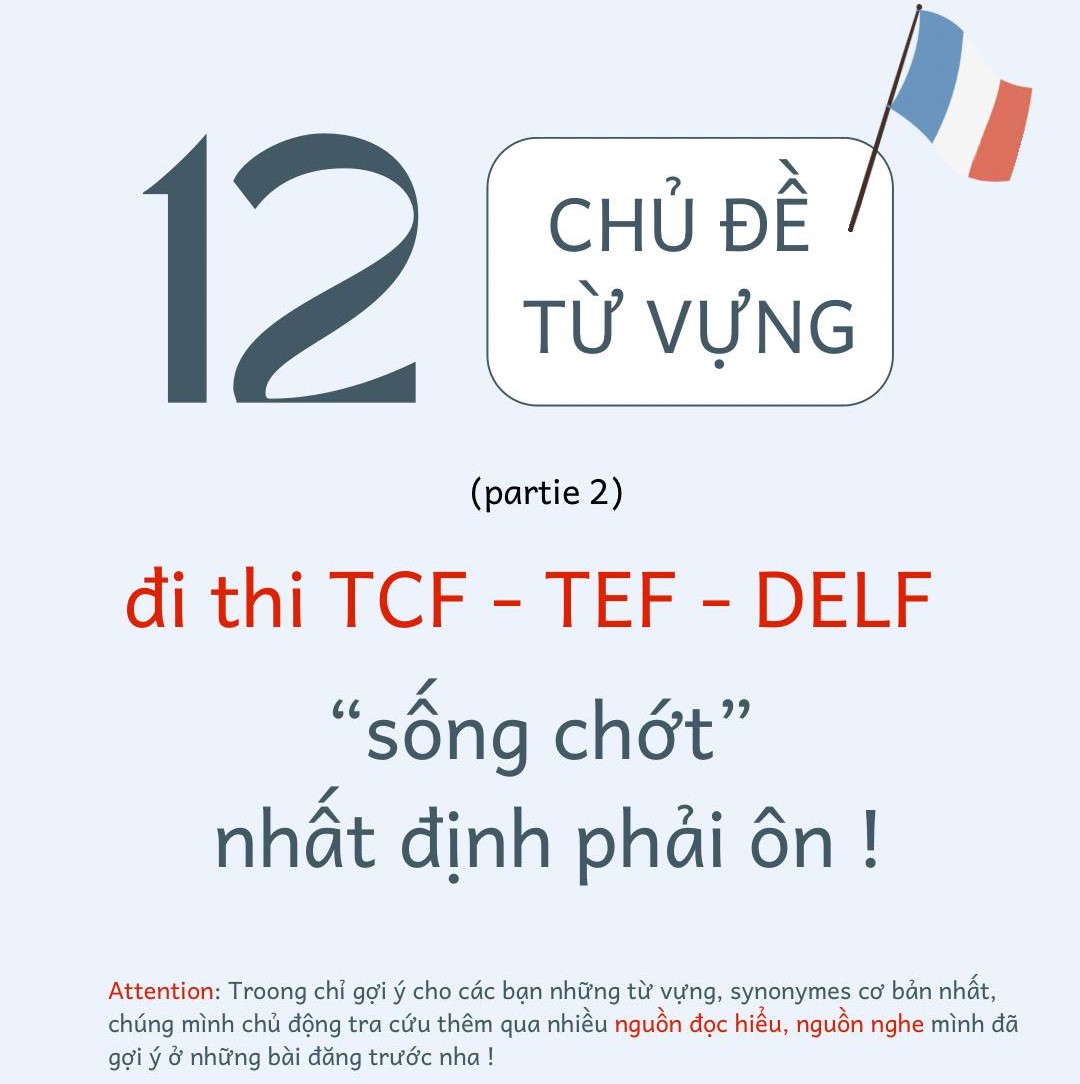 12
CHỦ ĐỀ
TỪ VỰNG
(partie 2)
đi thi TCF - TEF - DELF
“sống chớt”
nhất định phải ôn !
Attention: Troong chỉ gợi ý cho các bạn những từ vựng, synonymes cơ bản nhất,
chúng mình chủ động tra cứu thêm qua nhiều nguồn đọc hiểu, nguồn nghe mình đã
gợi ý ở những bài đăng trước nha !